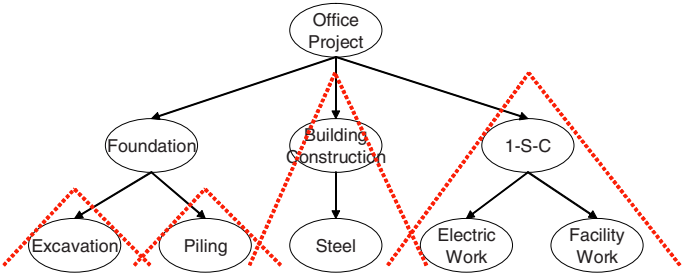 Office
Project
Foundation
Building
Construction
1-S-C
Excavation
Piling
Steel
Electric
Work
Facility
Work